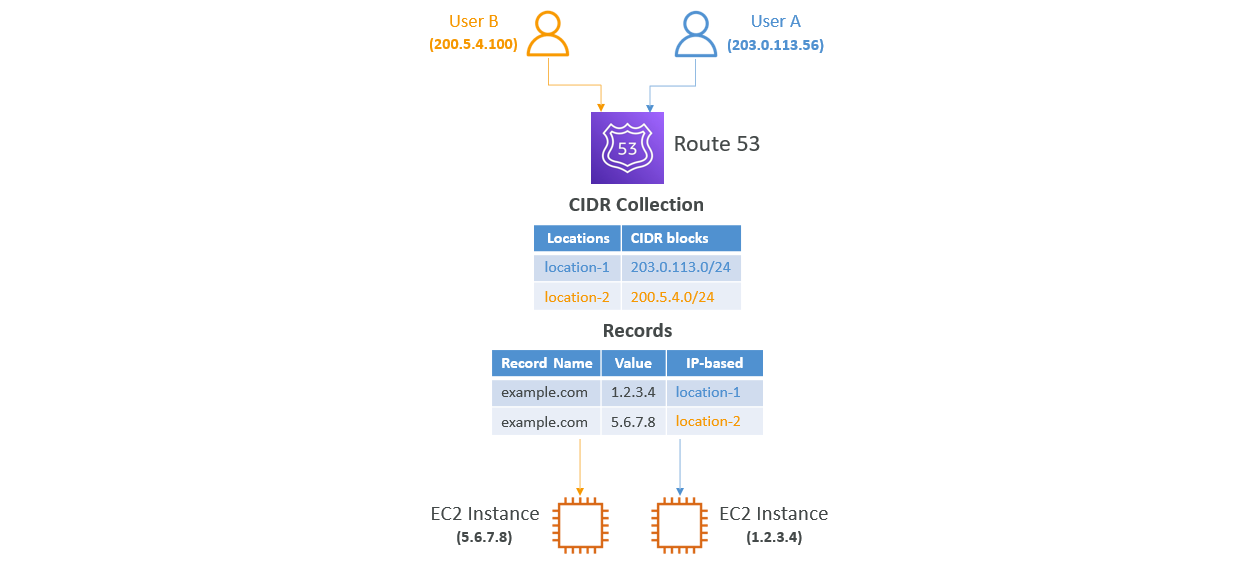 User B
(200.5.4.100)
User A
(203.0.113.56)
53
Route 53
CIDR Collection
Locations CIDR blocks
location-1 203.0.113.0/24
location-2 200.5.4.0/24
Records
Record Name Value IP-based
example.com 1.2.3.4 location-1
example.com 5.6.7.8 location-2
EC2 Instance
(5.6.7.8)
EC2 Instance
(1.2.3.4)